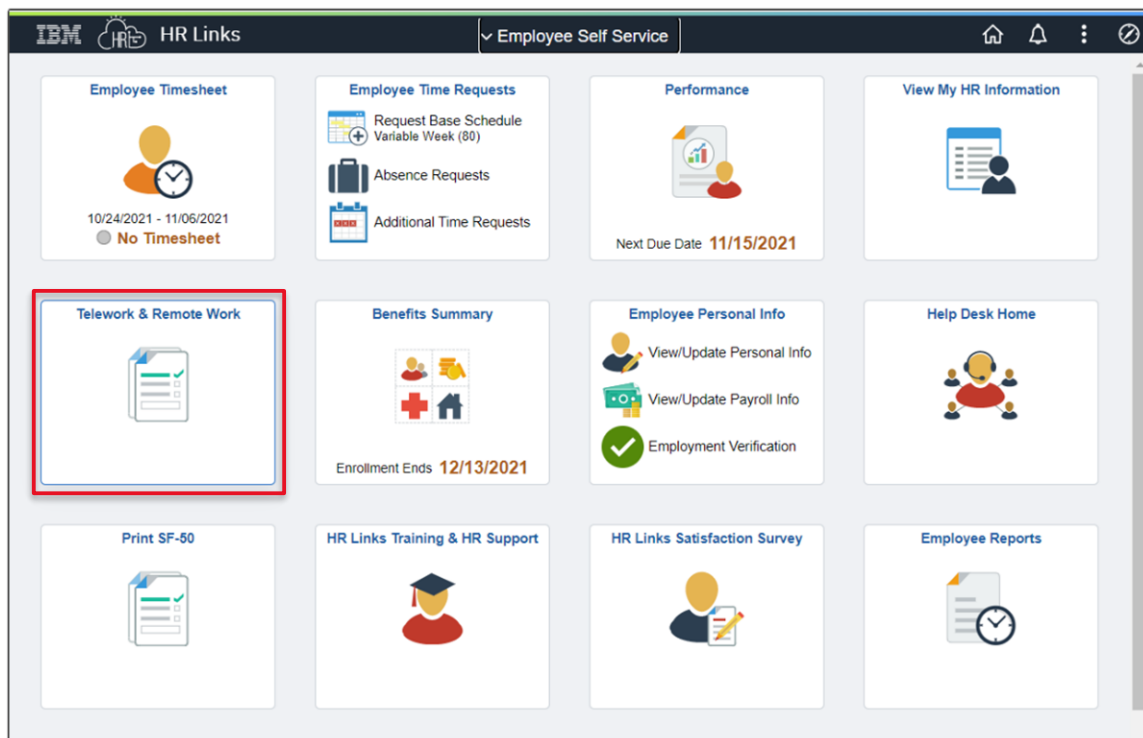 IBM HR HR Links
Employee Self Service
Employee Timesheet
10/24/2021 - 11/06/2021
No Timesheet
Employee Time Requests
Request Base Schedule
Variable Week (80)
Absence Requests
Additional Time Requests
Performance
Next Due Date 11/15/2021
View My HR Information
Telework & Remote Work
Benefits Summary
Enrollment Ends 12/13/2021
Employee Personal Info
View/Update Personal Info
View/Update Payroll Info
Employment Verification
Help Desk Home
Print SF-50
HR Links Training & HR Support
HR Links Satisfaction Survey
Employee Reports